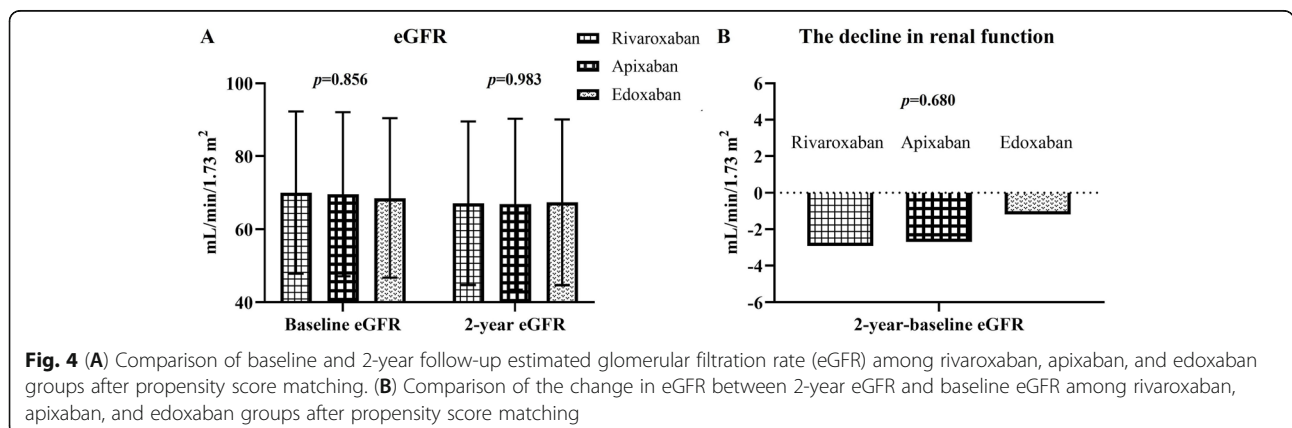 A
eGFR
Rivaroxaban
Apixaban
Edoxaban
p=0.856
p=0.983
mL/min/1.73 m²
100
80
60
40
Baseline eGFR
2-year eGFR
B
The decline in renal function
p=0.680
Rivaroxaban
Apixaban
Edoxaban
mL/min/1.73 m²
6
4
2
0
-2
-4
-6
2-year-baseline eGFR
Fig. 4 (A) Comparison of baseline and 2-year follow-up estimated glomerular filtration rate (eGFR) among rivaroxaban, apixaban, and edoxaban
groups after propensity score matching. (B) Comparison of the change in eGFR between 2-year eGFR and baseline eGFR among rivaroxaban,
apixaban, and edoxaban groups after propensity score matching